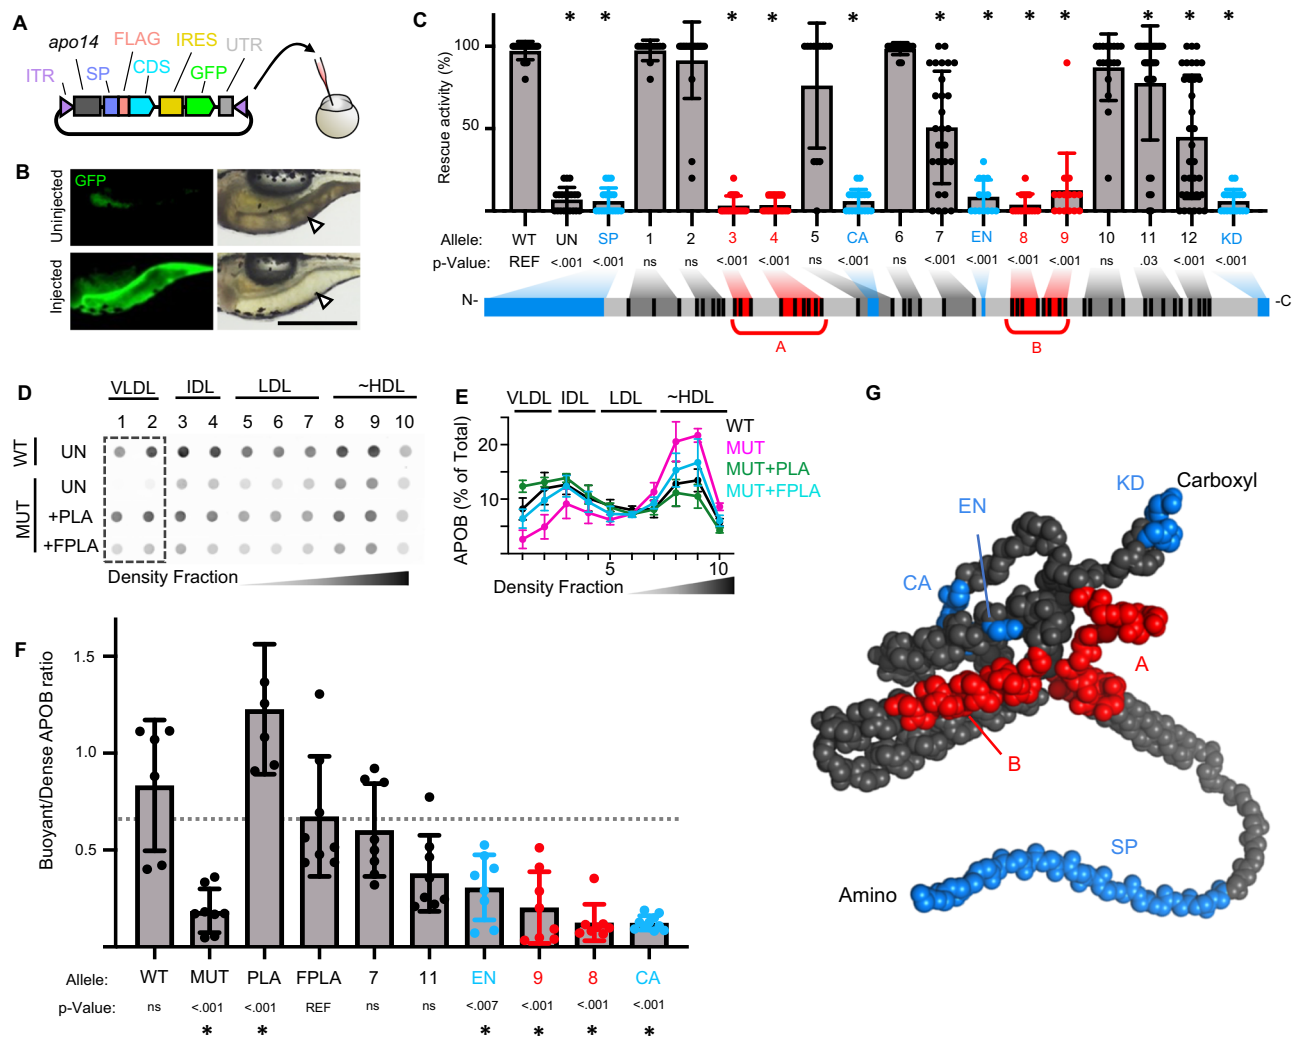 A
apo14 FLAG IRES UTR
ITR SP CDS GFP
B
GFP
Uninjected
Injected
C
Rescue activity (%)
100
50
Allele: WT UN SP 1 2 3 4 5 CA 6 7 EN 8 9 10 11 12 KD
p-Value: REF <.001 <.001 ns ns <.001 <.001 ns <.001 ns <.001 <.001 <.001 <.001 ns .03 <.001 <.001
* * * * * * * * * * * *
N- -C
A B
D
VLDL IDL LDL ~HDL
1 2 3 4 5 6 7 8 9 10
WT UN
MUT UN
+PLA
+FPLA
Density Fraction
E
VLDL IDL LDL ~HDL
APOB (% of Total)
20
10
WT
MUT
MUT+PLA
MUT+FPLA
5 10
Density Fraction
F
Buoyant/Dense APOB ratio
1.5
1.0
0.5
Allele: WT MUT PLA FPLA 7 11 EN 9 8 CA
p-Value: ns <.001 <.001 REF ns ns <.007 <.001 <.001 <.001
* * * * * *
G
KD Carboxyl
EN
CA
A
B
SP
Amino